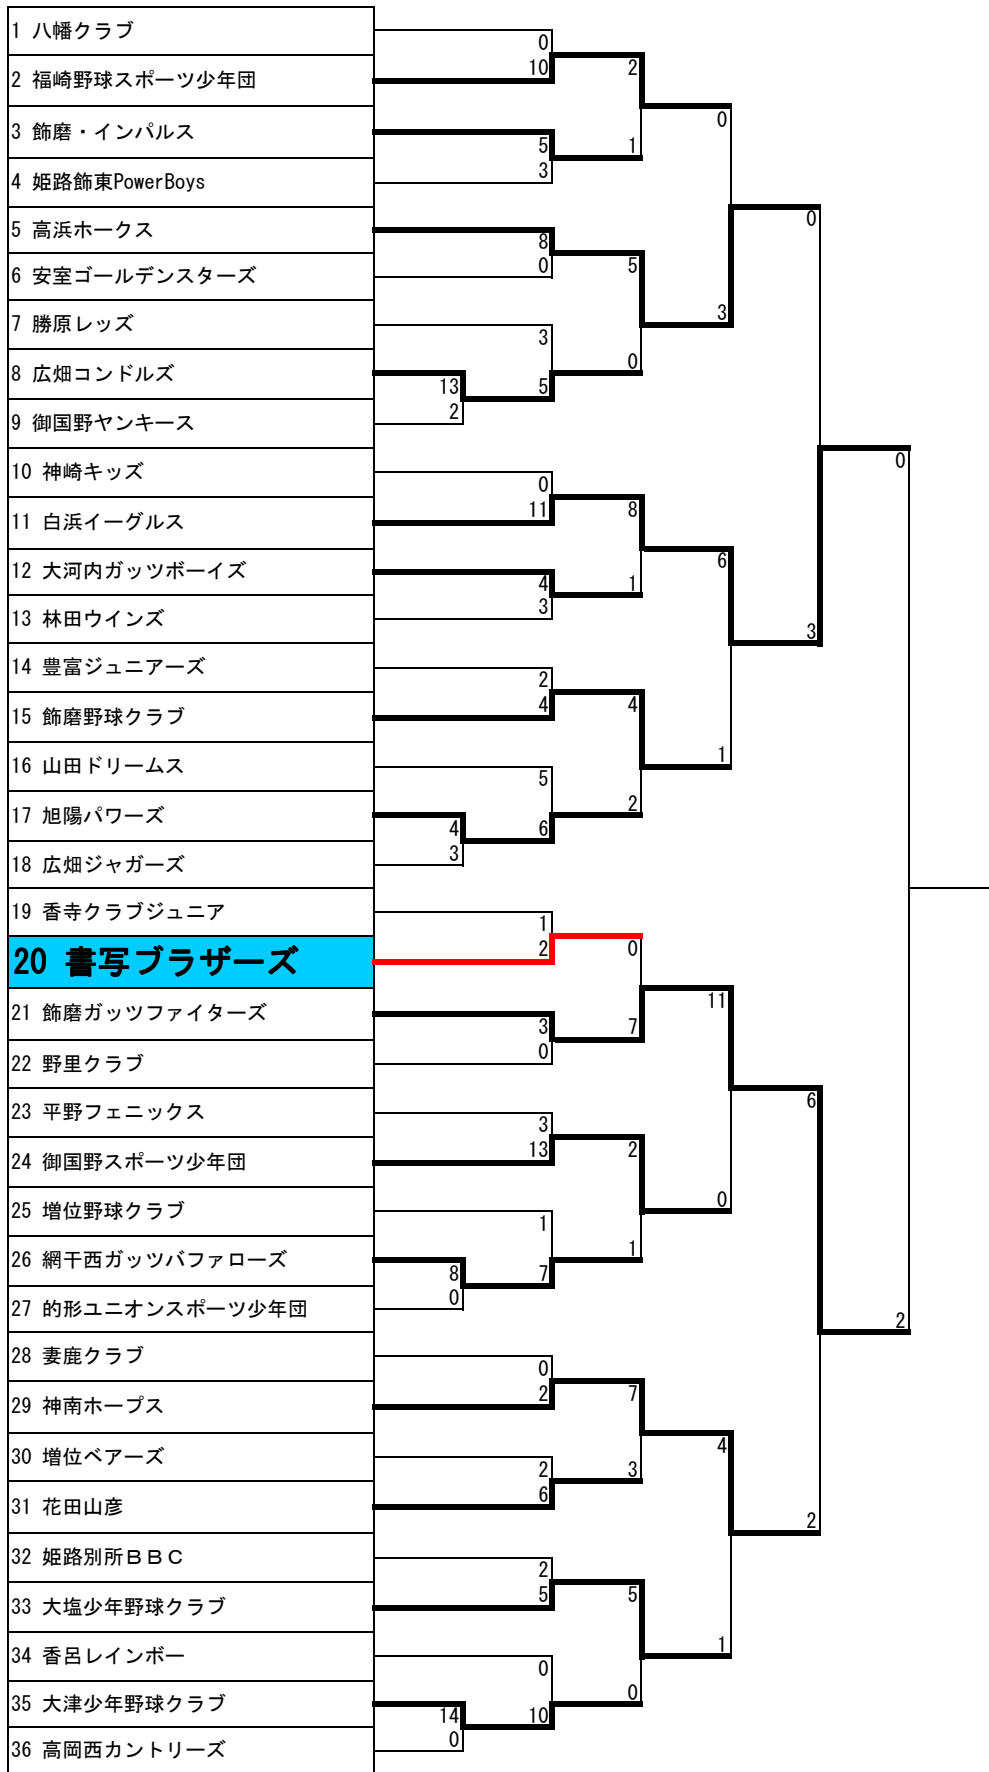 1 八幡クラブ
0
10
2
2 福崎野球スポーツ少年団
0
3 飾磨・インパルス
5
1
3
4 姫路飾東PowerBoys
0
5 高浜ホークス
8
0
5
6 安室ゴールデンスターズ
3
7 勝原レッズ
3
0
8 広畑コンドルズ
13
5
2
9 御国野ヤンキース
0
10 神崎キッズ
0
11
8
11 白浜イーグルス
6
12 大河内ガッツボーイズ
4
1
3
13 林田ウインズ
3
14 豊富ジュニアーズ
2
4
4
15 飾磨野球クラブ
1
16 山田ドリームス
5
2
17 旭陽パワーズ
4
6
3
18 広畑ジャガーズ
19 香寺クラブジュニア
1
2
0
20 書写ブラザーズ
11
21 飾磨ガッツファイターズ
3
7
0
22 野里クラブ
6
23 平野フェニックス
3
13
2
24 御国野スポーツ少年団
0
25 増位野球クラブ
1
1
26 網干西ガッツバファローズ
8
7
0
27 的形ユニオンスポーツ少年団
2
28 妻鹿クラブ
0
2
7
29 神南ホープス
4
30 増位ベアーズ
2
3
6
31 花田山彦
2
32 姫路別所ＢＢＣ
2
5
5
33 大塩少年野球クラブ
1
34 香呂レインボー
0
0
35 大津少年野球クラブ
14
10
0
36 高岡西カントリーズ